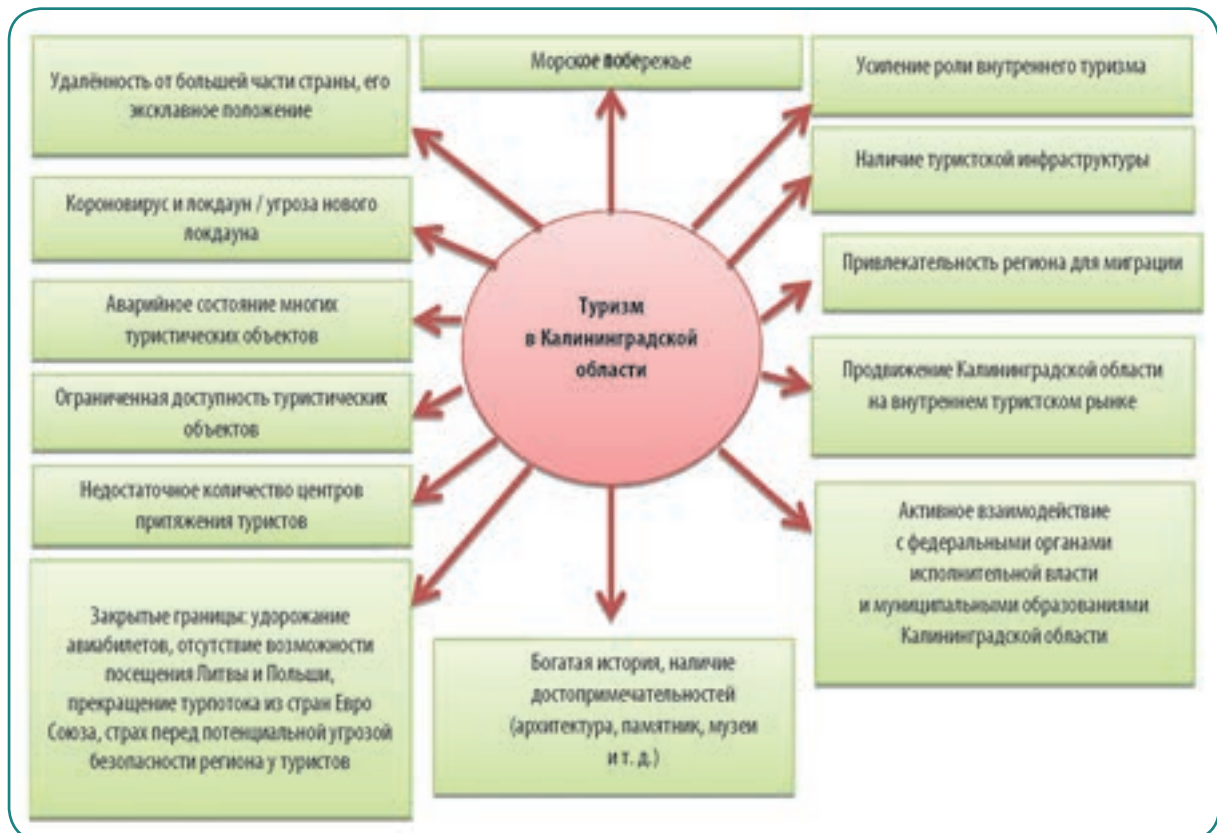 Удалённость от большей части страны, его
эксклавное положение
Морское побережье
Усиление роли внутреннего туризма
Наличие туристской инфраструктуры
Короновирус и локдаун / угроза нового
локдауна
Привлекательность региона для миграции
Аварийное состояние многих
туристических объектов
Туризм
в Калининградской
области
Продвижение Калининградской области
на внутреннем туристском рынке
Ограниченная доступность туристических
объектов
Недостаточное количество центров
притяжения туристов
Активное взаимодействие
с федеральными органами
исполнительной власти
и муниципальными образованиями
Калининградской области
Закрытые границы: удорожание
авиабилетов, отсутствие возможности
посещения Литвы и Польши,
прекращение турпотока из стран Евро
Союза, страх перед потенциальной угрозой
безопасности региона у туристов
Богатая история, наличие
достопримечательностей
(архитектура, памятник, музеи
и т. д.)